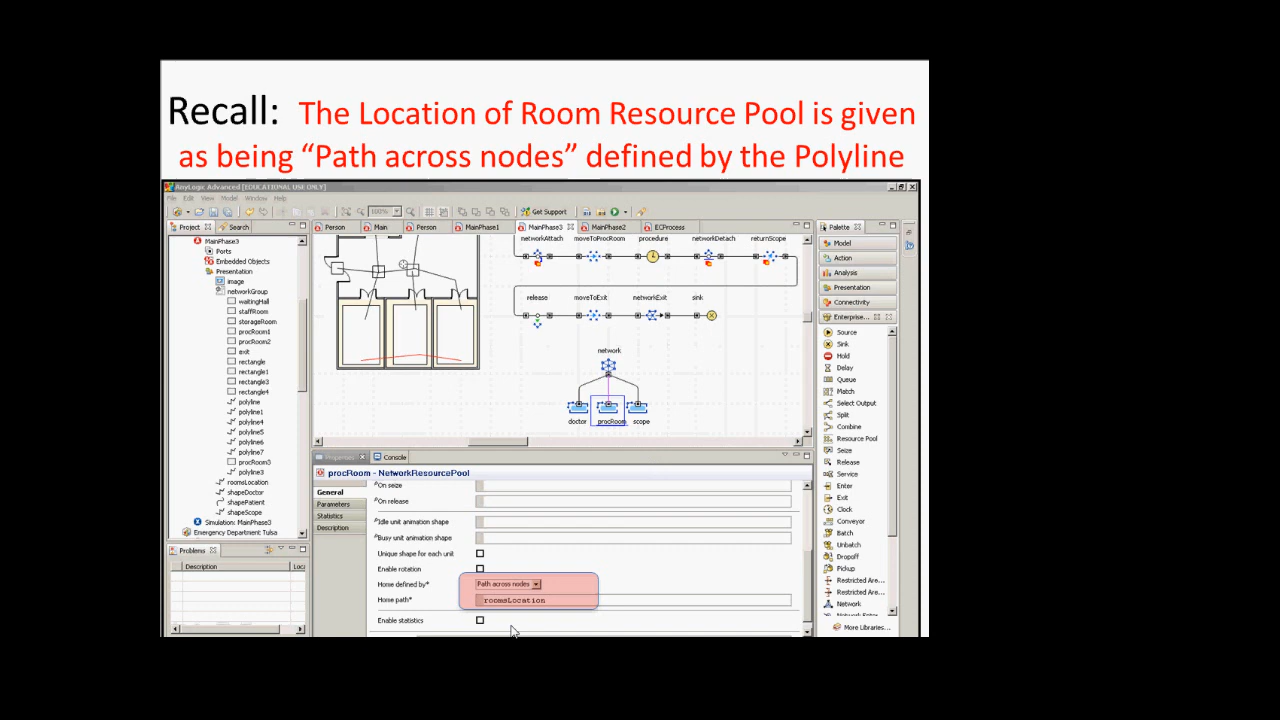 Recall: The Location of Room Resource Pool is given
as being “Path across nodes” defined by the Polyline
AnyLogic Advanced [EDUCATIONAL USE ONLY]
File Edit View Model Window Help
100% Get Support
Project Search
Person Main Person MainPhase1 MainPhase3 MainPhase2 ECProcess
Palette
MainPhase3
Ports
Embedded Objects
Presentation
image
networkGroup
waitingHall
staffRoom
storageRoom
procRoom1
procRoom2
exit
rectangle
rectangle1
rectangle3
rectangle4
polyline
polyline1
polyline4
polyline5
polyline6
polyline7
procRoom3
polyline3
roomsLocation
shapeDoctor
shapePatient
shapeScope
Simulation: MainPhase3
Emergency Department Tulsa
Problems
Description Loca
networkAttach moveToProcRoom procedure networkDetach returnScope
release moveToExit networkExit sink
network
doctor procRoom scope
Properties Console
procRoom - NetworkResourcePool
General
Parameters
Statistics
Description
On seize
On release
Idle unit animation shape
Busy unit animation shape
Unique shape for each unit
Enable rotation
Home defined by* Path across nodes
Home path* roomsLocation
Enable statistics
Model
Action
Analysis
Presentation
Connectivity
Enterprise...
Source
Sink
Hold
Delay
Queue
Match
Select Output
Split
Combine
Resource Pool
Seize
Release
Service
Enter
Exit
Clock
Conveyor
Batch
Unbatch
Dropoff
Pickup
Restricted Are...
Restricted Are...
Network
Network Enter
More Libraries...